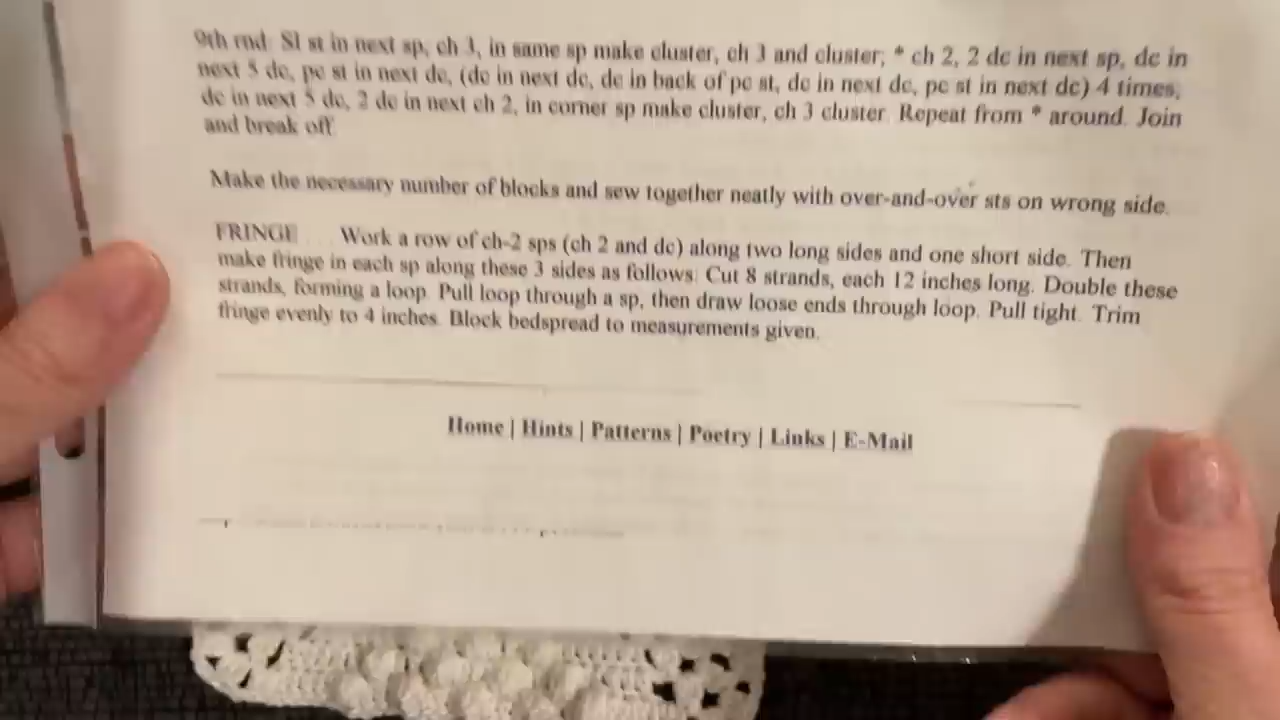 9th rnd: Sl st in next sp, ch 3, in same sp make cluster, ch 3 and cluster; * ch 2, 2 dc in next sp, dc in
next 5 dc, pc st in next dc, (dc in next dc, dc in back of pc st, dc in next dc, pc st in next dc) 4 times,
dc in next 5 dc, 2 dc in next ch 2, in corner sp make cluster, ch 3 cluster. Repeat from * around. Join
and break off.
Make the necessary number of blocks and sew together neatly with over-and-over sts on wrong side.
FRINGE .... Work a row of ch-2 sps (ch 2 and dc) along two long sides and one short side. Then
make fringe in each sp along these 3 sides as follows: Cut 8 strands, each 12 inches long. Double these
strands, forming a loop. Pull loop through a sp, then draw loose ends through loop. Pull tight. Trim
fringe evenly to 4 inches. Block bedspread to measurements given.
Home | Hints | Patterns | Poetry | Links | E-Mail